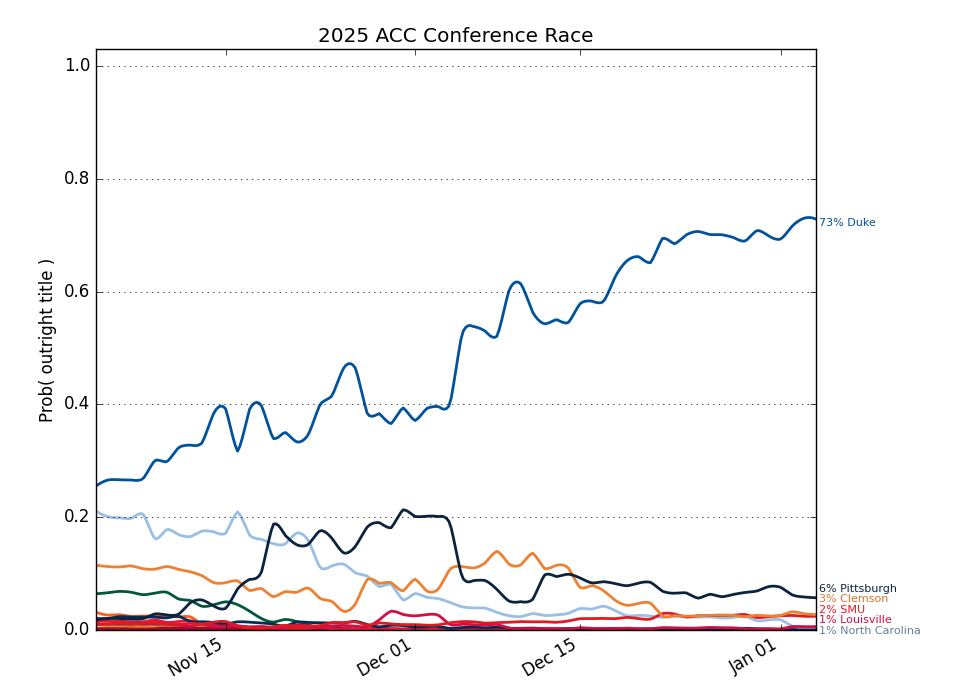 2025 ACC Conference Race
Prob( outright title )
1.0
0.8
0.6
0.4
0.2
0.0
73% Duke
6% Pittsburgh
3% Clemson
2% SMU
1% Louisville
1% North Carolina
Nov 15
Dec 01
Dec 15
Jan 01